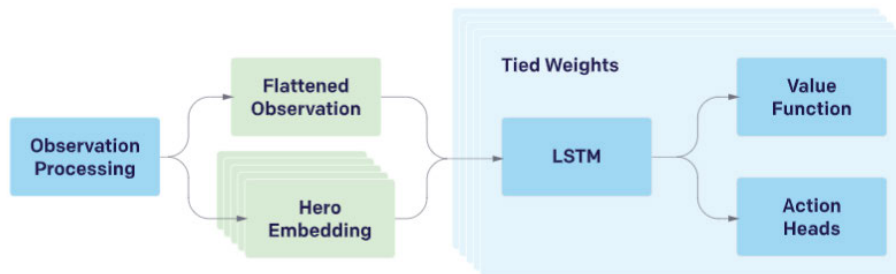 Tied Weights
Flattened
Observation
Value
Function
Observation
Processing
LSTM
Hero
Embedding
Action
Heads